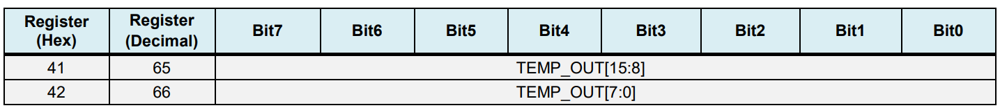 Register (Hex) Register (Decimal) Bit7 Bit6 Bit5 Bit4 Bit3 Bit2 Bit1 Bit0
41 65 TEMP_OUT[15:8]
42 66 TEMP_OUT[7:0]